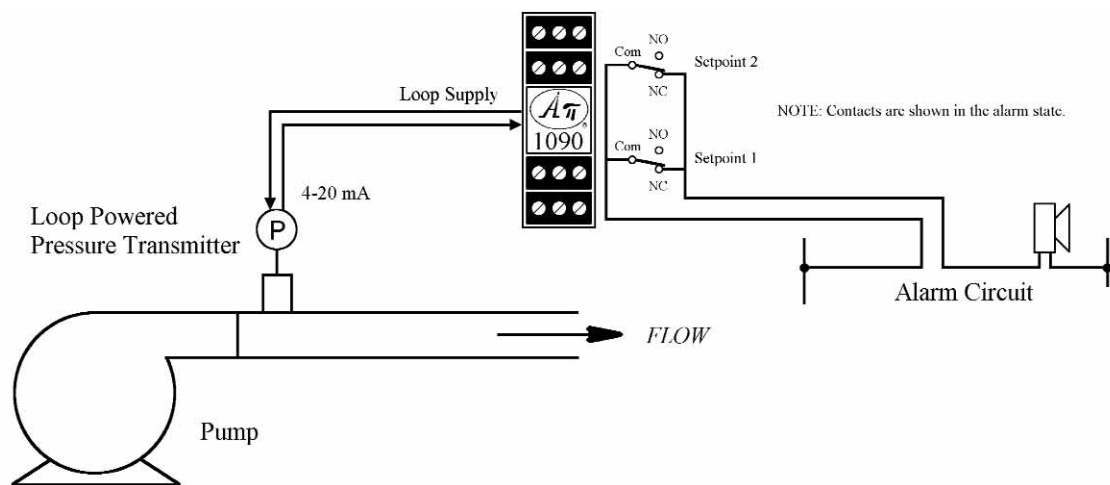 NO
Com
Setpoint 2
NC
Loop Supply
Aπ
®
1090
NOTE: Contacts are shown in the alarm state.
NO
Com
Setpoint 1
NC
4-20 mA
Loop Powered
Pressure Transmitter
P
Alarm Circuit
FLOW
Pump